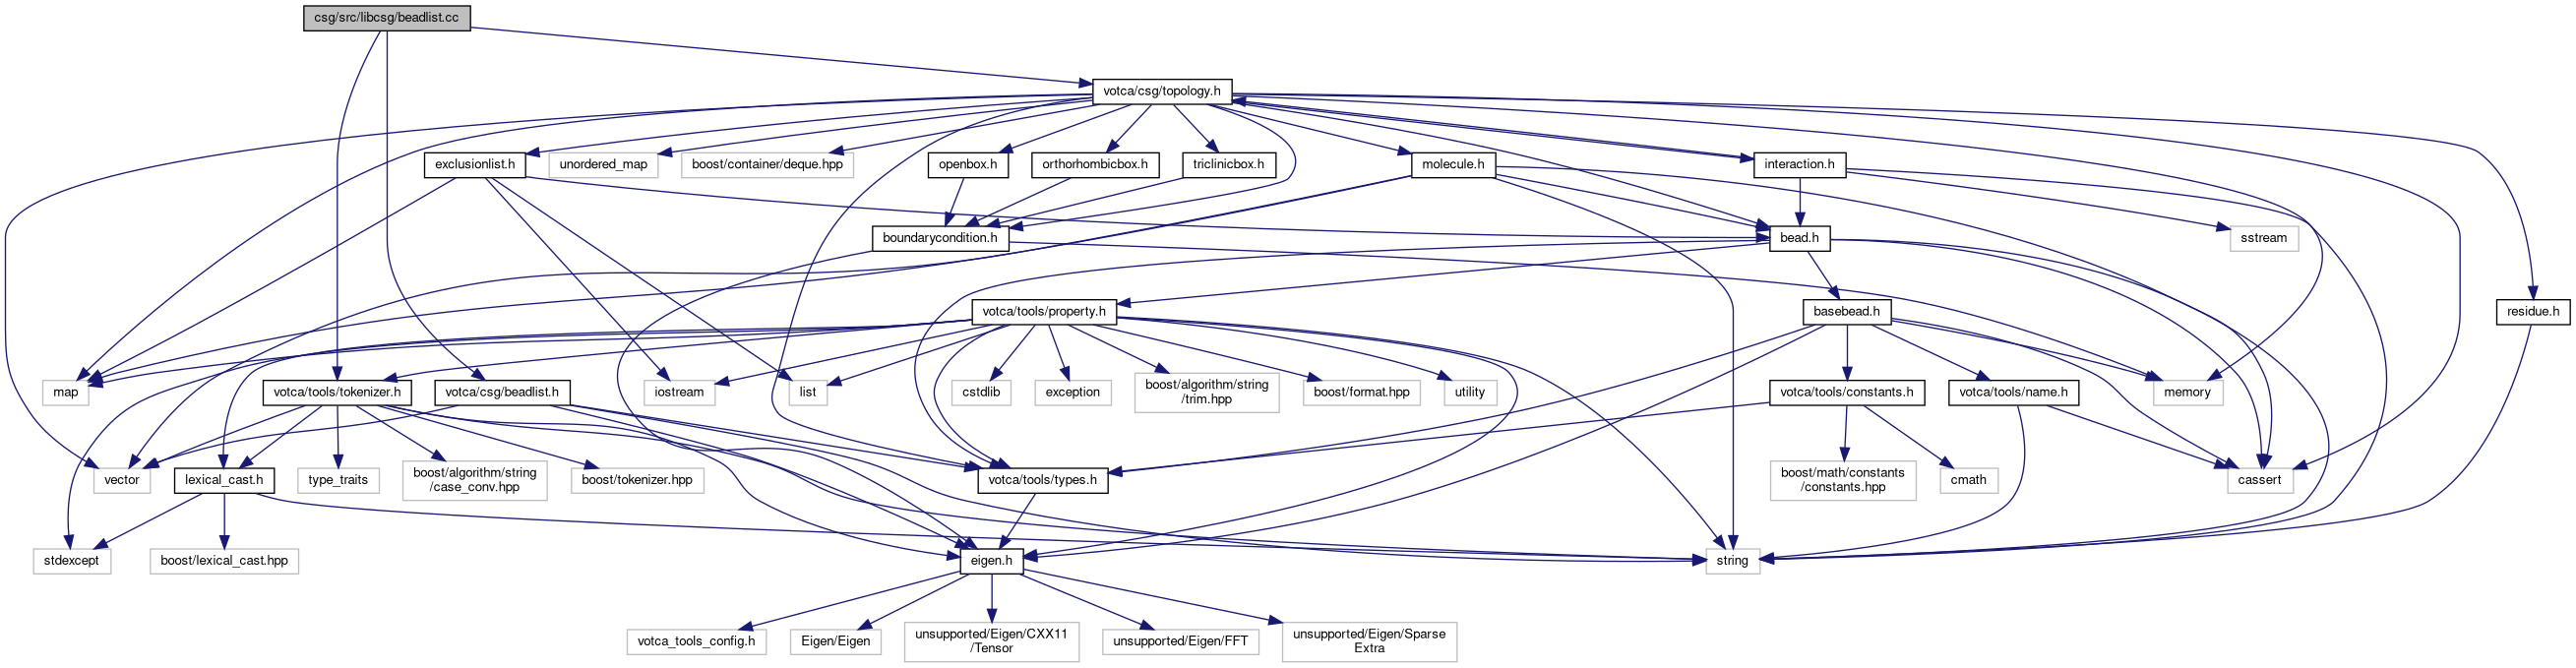 csg/src/libcsg/beadlist.cc
votca/csg/topology.h
exclusionlist.h
unordered_map
boost/container/deque.hpp
openbox.h
orthorhombicbox.h
triclinicbox.h
molecule.h
interaction.h
boundarycondition.h
bead.h
sstream
votca/tools/property.h
basebead.h
residue.h
map
votca/tools/tokenizer.h
votca/csg/beadlist.h
iostream
list
cstdlib
exception
boost/algorithm/string
/trim.hpp
boost/format.hpp
utility
votca/tools/constants.h
votca/tools/name.h
memory
vector
lexical_cast.h
type_traits
boost/algorithm/string
/case_conv.hpp
boost/tokenizer.hpp
votca/tools/types.h
boost/math/constants
/constants.hpp
cmath
cassert
stdexcept
boost/lexical_cast.hpp
eigen.h
string
votca_tools_config.h
Eigen/Eigen
unsupported/Eigen/CXX11
/Tensor
unsupported/Eigen/FFT
unsupported/Eigen/Sparse
Extra